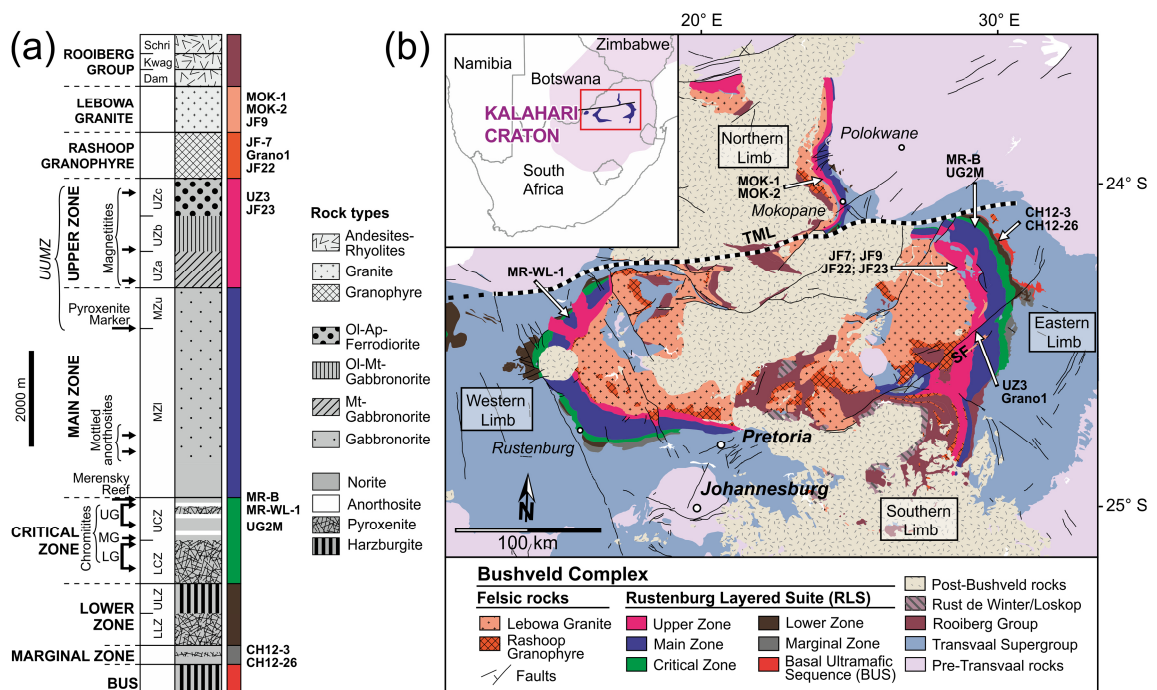 (a)
ROOIBERG
GROUP
Schri
Kwag
Dam
LEBOWA
GRANITE
MOK-1
MOK-2
JF9
RASHOOP
GRANOPHYRE
JF-7
Grano1
JF22
UUMZ
UPPER ZONE
Magnetitites
UZc
UZb
UZa
UZ3
JF23
Pyroxenite
Marker
MZu
2000 m
MAIN ZONE
Mottled
anorthosites
MZl
Merensky
Reef
MR-B
MR-WL-1
UG2M
CRITICAL
ZONE
Chromitites
UG
MG
LG
UCZ
LCZ
LOWER
ZONE
ULZ
LLZ
MARGINAL ZONE
CH12-3
CH12-26
BUS
Rock types
Andesites-
Rhyolites
Granite
Granophyre
Ol-Ap-
Ferrodiorite
Ol-Mt-
Gabbronorite
Mt-
Gabbronorite
Gabbronorite
Norite
Anorthosite
Pyroxenite
Harzburgite
(b)
20° E
30° E
24° S
25° S
Namibia
Zimbabwe
Botswana
KALAHARI
CRATON
South
Africa
Northern
Limb
Polokwane
MOK-1
MOK-2
Mokopane
MR-B
UG2M
CH12-3
CH12-26
TML
MR-WL-1
JF7; JF9
JF22; JF23
Eastern
Limb
SF
UZ3
Grano1
Western
Limb
Rustenburg
Pretoria
Johannesburg
Southern
Limb
N
100 km
Bushveld Complex
Felsic rocks
Lebowa Granite
Rashoop
Granophyre
Faults
Rustenburg Layered Suite (RLS)
Upper Zone
Main Zone
Critical Zone
Lower Zone
Marginal Zone
Basal Ultramafic
Sequence (BUS)
Post-Bushveld rocks
Rust de Winter/Loskop
Rooiberg Group
Transvaal Supergroup
Pre-Transvaal rocks